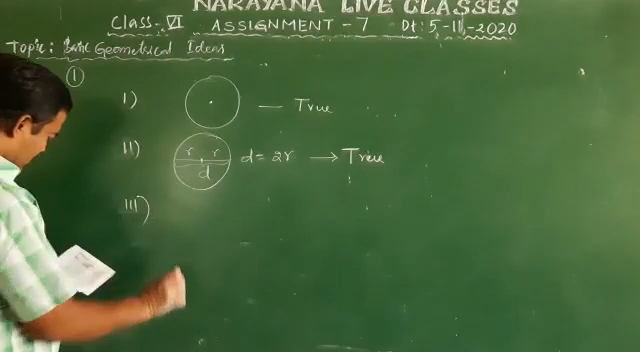 NARAYANA LIVE CLASSES
Class-VI ASSIGNMENT-7 Dt: 5-11-2020
Topic: Basic Geometrical Ideas
①
I) — True
II) r r d d=2r → True
III)